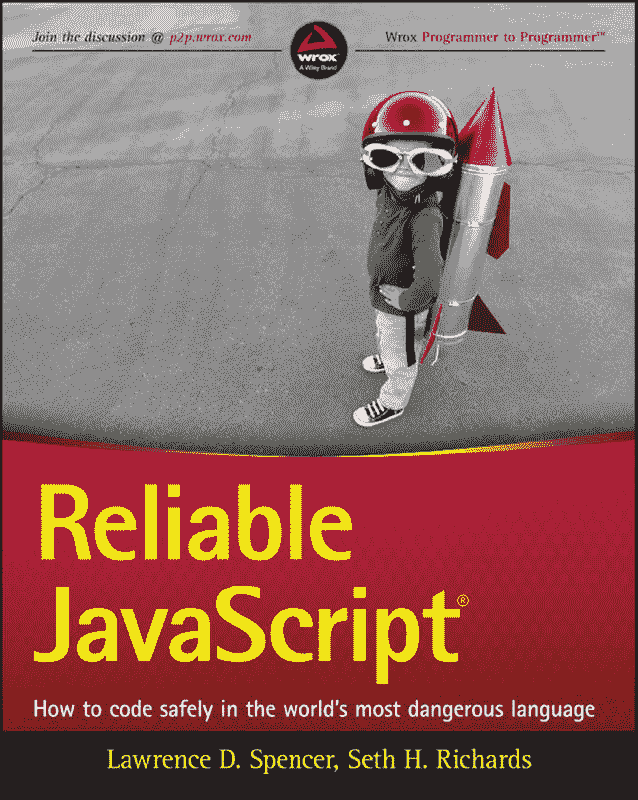 Join the discussion @ p2p.wrox.com
Wrox Programmer to Programmer™
wrox™
A Wiley Brand
Reliable
JavaScript®
How to code safely in the world's most dangerous language
Lawrence D. Spencer, Seth H. Richards